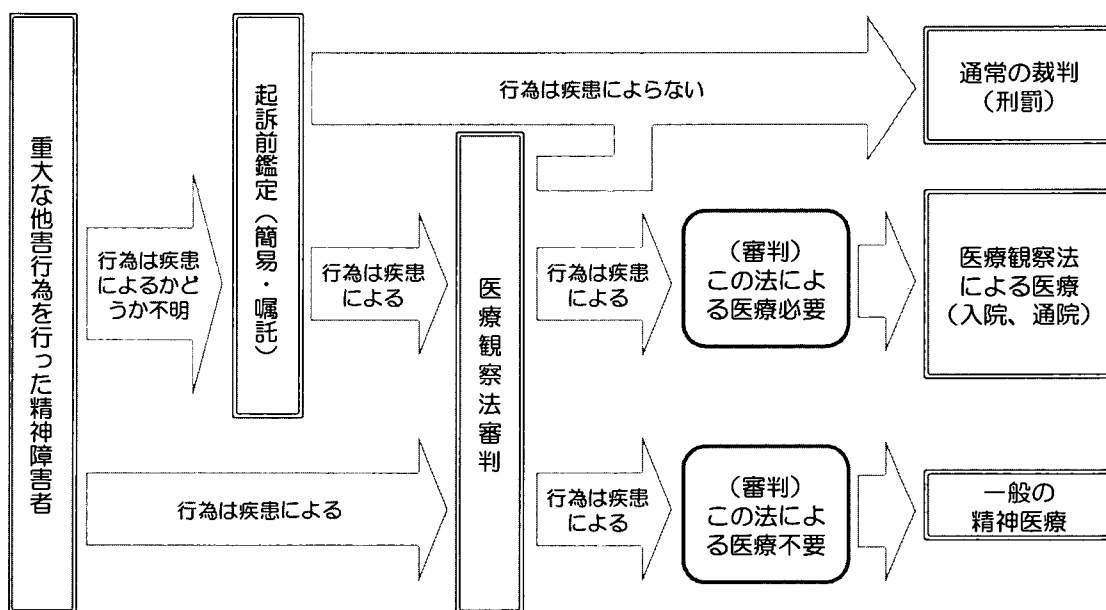 重大な他害行為を行った精神障害者
行為は疾患
によるかど
うか不明
起訴前鑑定（簡易・嘱託）
行為は疾患によらない
通常の裁判
（刑罰）
行為は疾患
による
医療観察法審判
行為は疾患
による
（審判）
この法によ
る医療必要
医療観察法
による医療
（入院、通院）
行為は疾患による
行為は疾患
による
（審判）
この法によ
る医療不要
一般の
精神医療